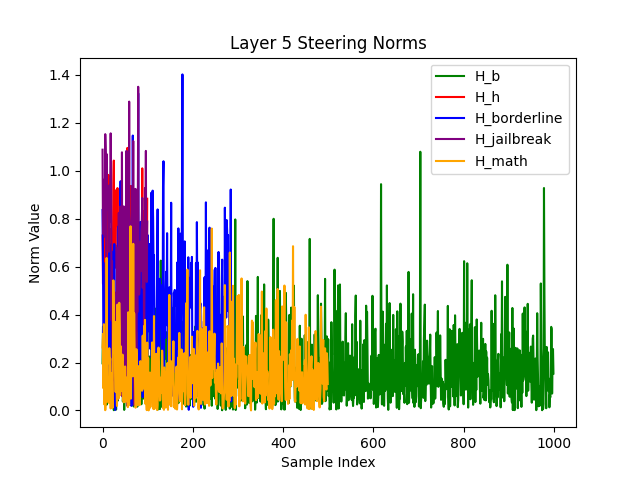 Layer 5 Steering Norms
Norm Value
1.4
1.2
1.0
0.8
0.6
0.4
0.2
0.0
H_b
H_h
H_borderline
H_jailbreak
H_math
0 200 400 600 800 1000
Sample Index